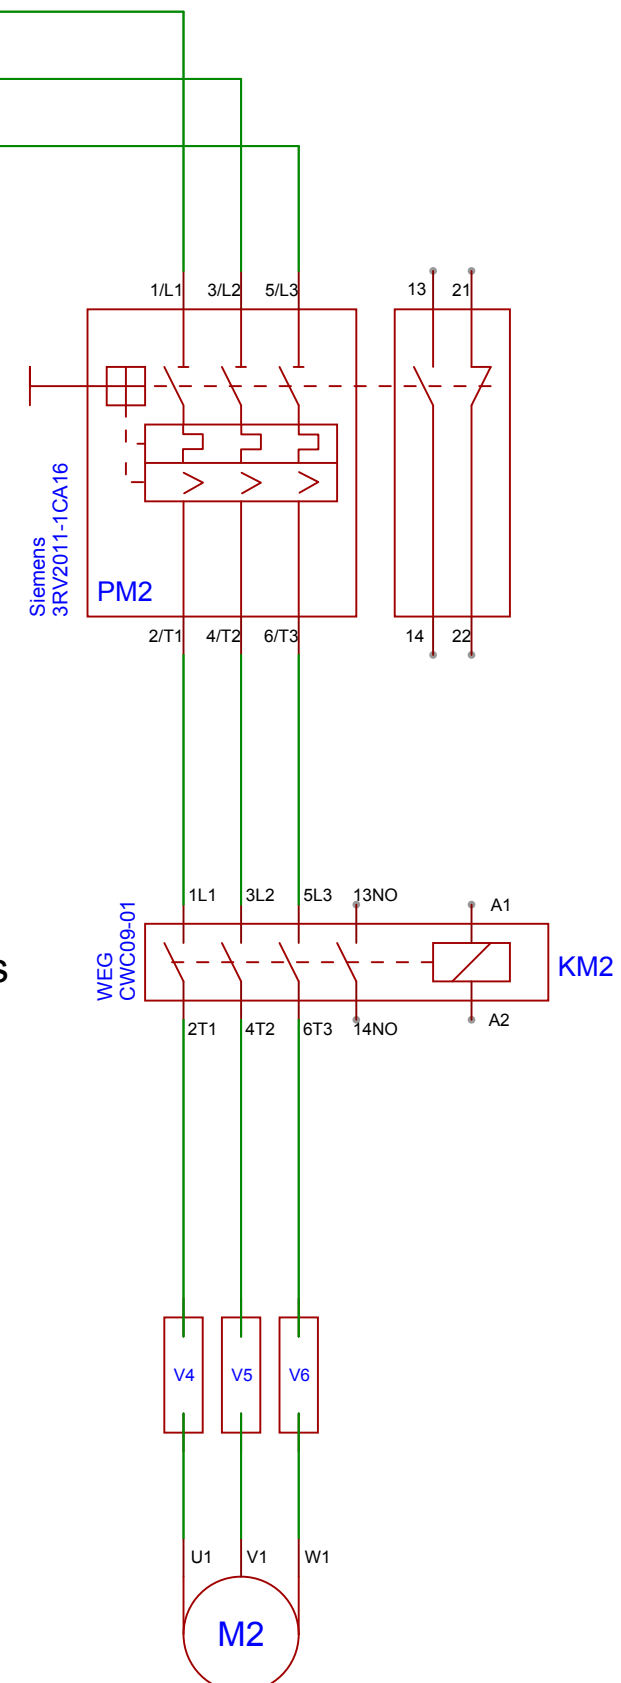 1/L1 3/L2 5/L3 13 21
Siemens
3RV2011-1CA16
PM2
2/T1 4/T2 6/T3 14 22
1L1 3L2 5L3 13NO A1
WEG
CWC09-01
s
KM2
2T1 4T2 6T3 14NO A2
V4 V5 V6
U1 V1 W1
M2